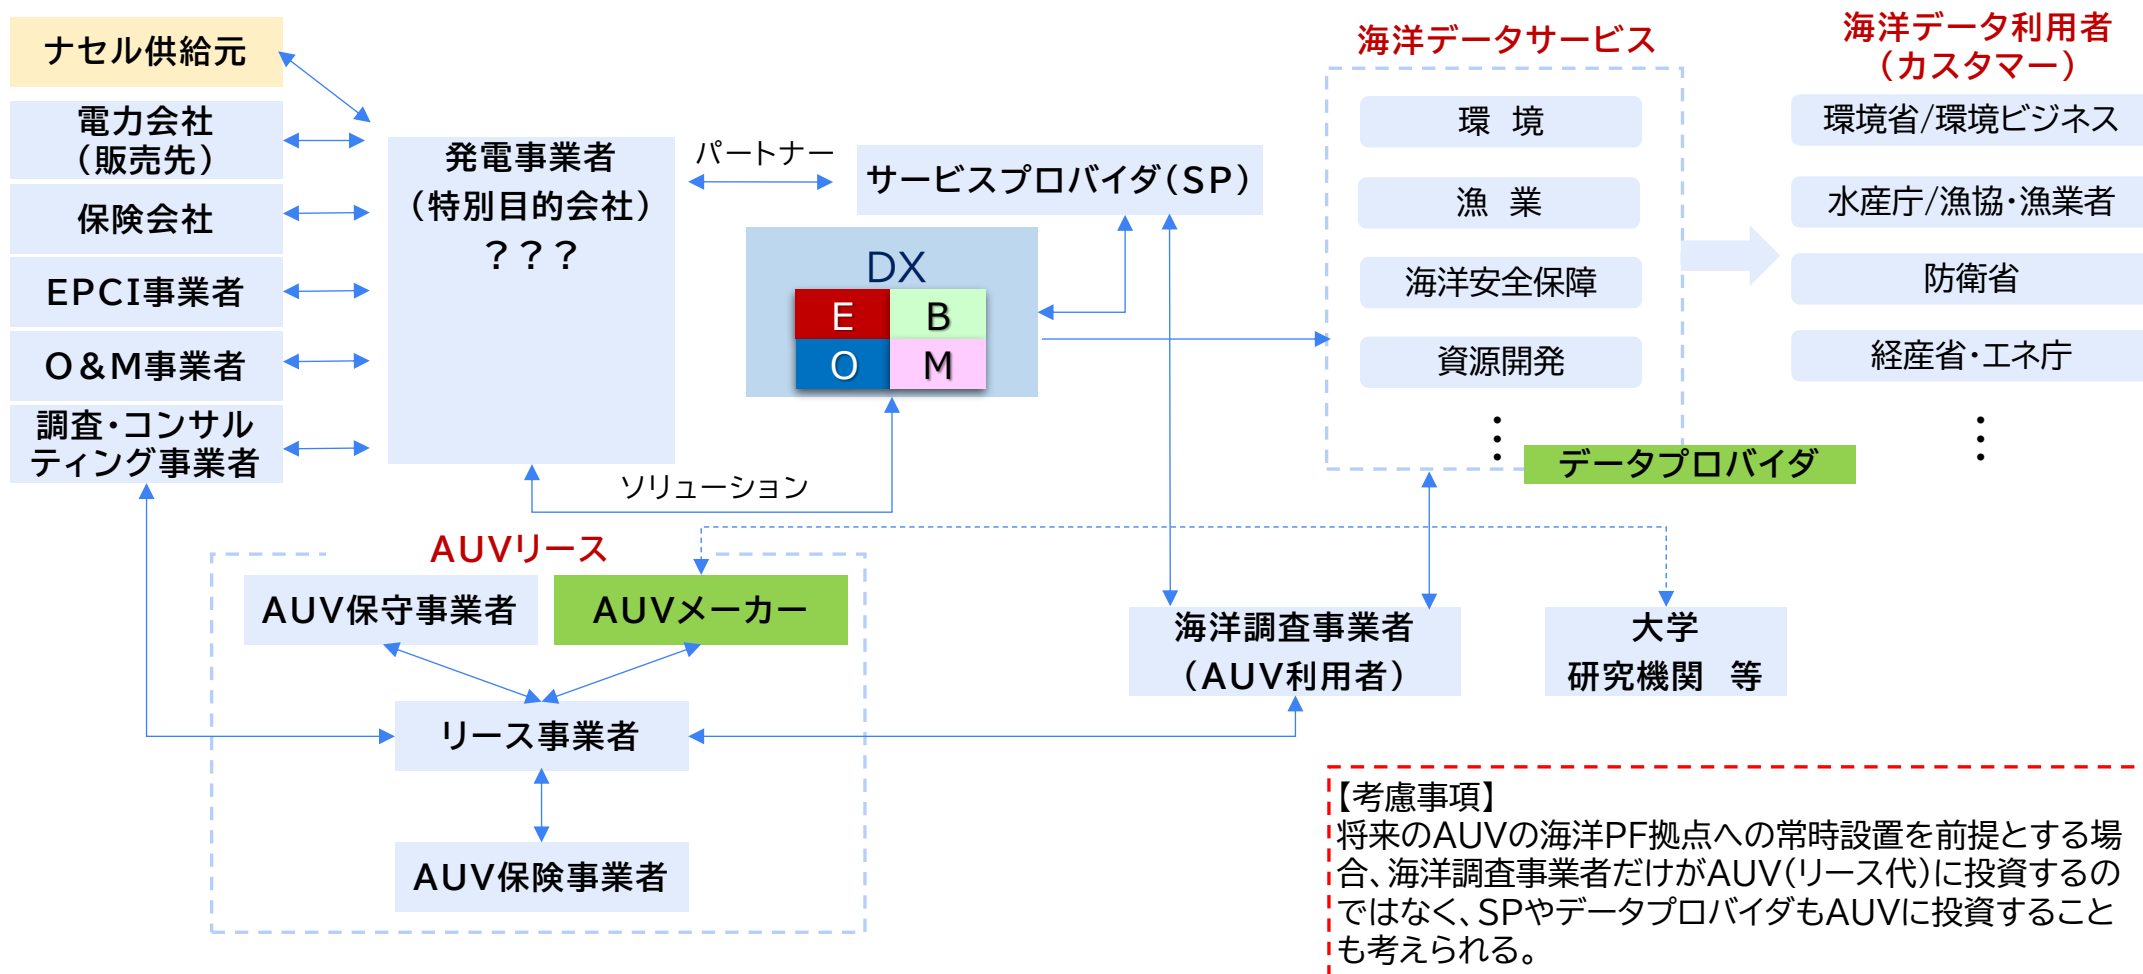 ナセル供給元
電力会社
（販売先）
保険会社
EPCI事業者
O＆M事業者
調査・コンサル
ティング事業者
発電事業者
（特別目的会社）
？？？
パートナー
サービスプロバイダ（SP）
DX
E
B
O
M
ソリューション
海洋データサービス
環　境
漁　業
海洋安全保障
資源開発
⋮
データプロバイダ
海洋データ利用者
（カスタマー）
環境省/環境ビジネス
水産庁/漁協・漁業者
防衛省
経産省・エネ庁
⋮
AUVリース
AUV保守事業者
AUVメーカー
リース事業者
AUV保険事業者
海洋調査事業者
（AUV利用者）
大学
研究機関　等
【考慮事項】
将来のAUVの海洋PF拠点への常時設置を前提とする場
合、海洋調査事業者だけがAUV（リース代）に投資するの
ではなく、SPやデータプロバイダもAUVに投資すること
も考えられる。